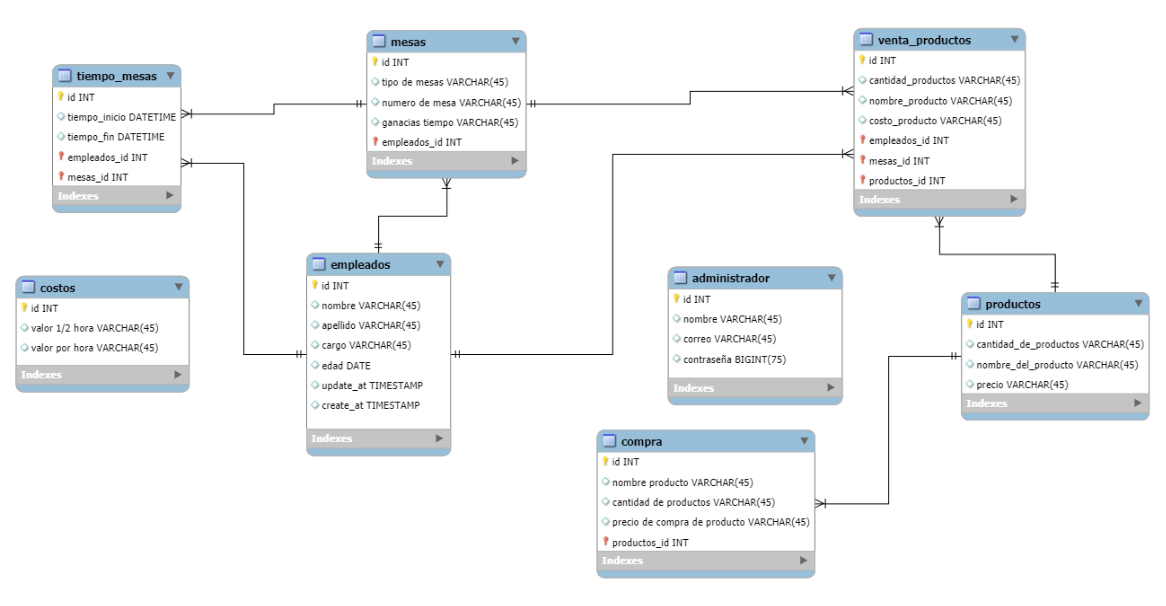 mesas
id INT
tipo de mesas VARCHAR(45)
numero de mesa VARCHAR(45)
ganacias tiempo VARCHAR(45)
empleados_id INT
Indexes
venta_productos
id INT
cantidad_productos VARCHAR(45)
nombre_producto VARCHAR(45)
costo_producto VARCHAR(45)
empleados_id INT
mesas_id INT
productos_id INT
Indexes
tiempo_mesas
id INT
tiempo_inicio DATETIME
tiempo_fin DATETIME
empleados_id INT
mesas_id INT
Indexes
empleados
id INT
nombre VARCHAR(45)
apellido VARCHAR(45)
cargo VARCHAR(45)
edad DATE
update_at TIMESTAMP
create_at TIMESTAMP
Indexes
administrador
id INT
nombre VARCHAR(45)
correo VARCHAR(45)
contraseña BIGINT(75)
Indexes
costos
id INT
valor 1/2 hora VARCHAR(45)
valor por hora VARCHAR(45)
Indexes
productos
id INT
cantidad_de_productos VARCHAR(45)
nombre_del_producto VARCHAR(45)
precio VARCHAR(45)
Indexes
compra
id INT
nombre producto VARCHAR(45)
cantidad de productos VARCHAR(45)
precio de compra de producto VARCHAR(45)
productos_id INT
Indexes